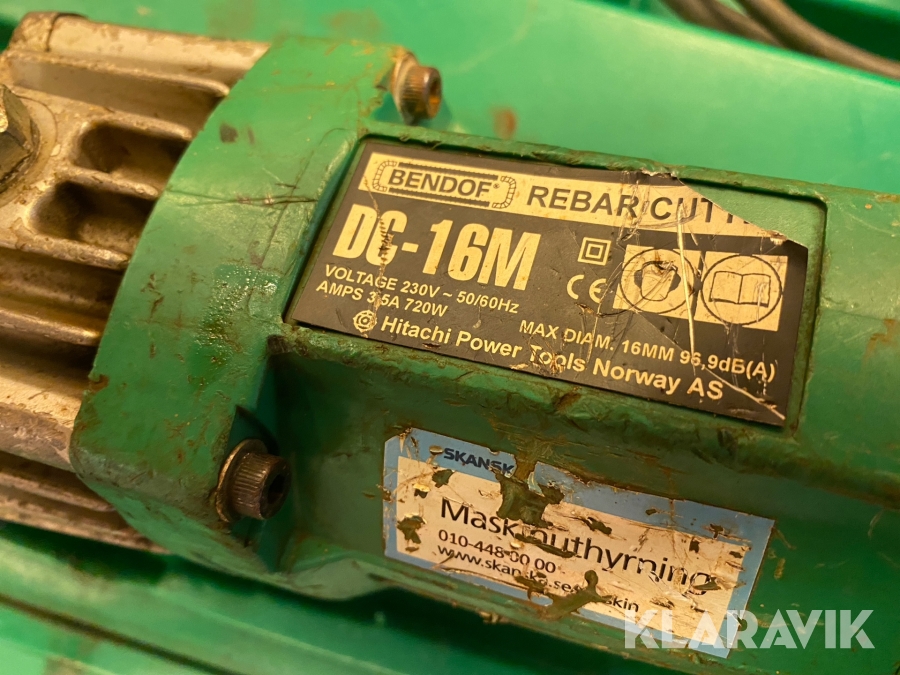 BENDOF®
REBAR CUTT
DC-16M
VOLTAGE 230V ~ 50/60Hz
AMPS 3,5A 720W
CE
MAX DIAM. 16MM 96,9dB(A)
Hitachi Power Tools Norway AS
SKANSK
Maskinuthyrning
010-448 00 00
KLARAVIK